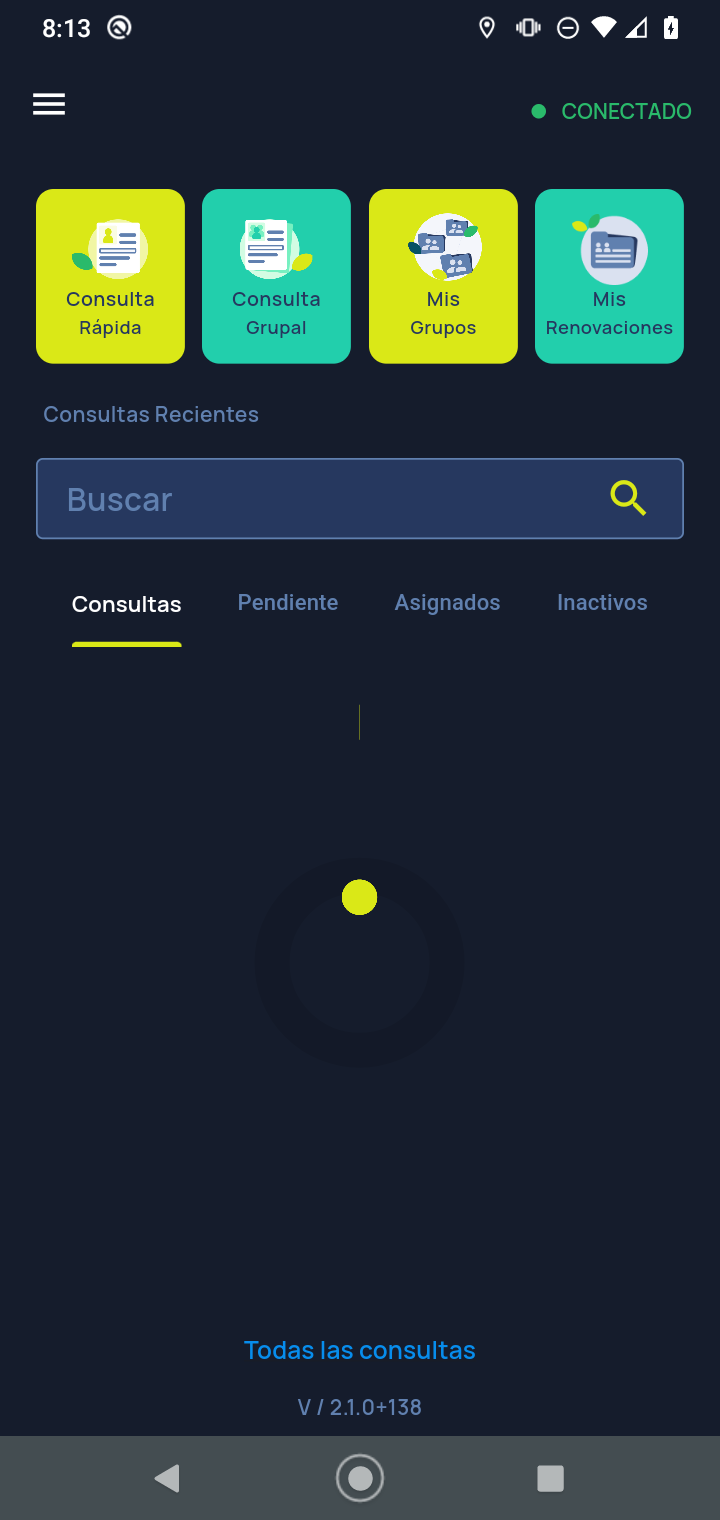 8:13
CONECTADO
Consulta
Rápida
Consulta
Grupal
Mis
Grupos
Mis
Renovaciones
Consultas Recientes
Buscar
Consultas
Pendiente
Asignados
Inactivos
Todas las consultas
V / 2.1.0+138